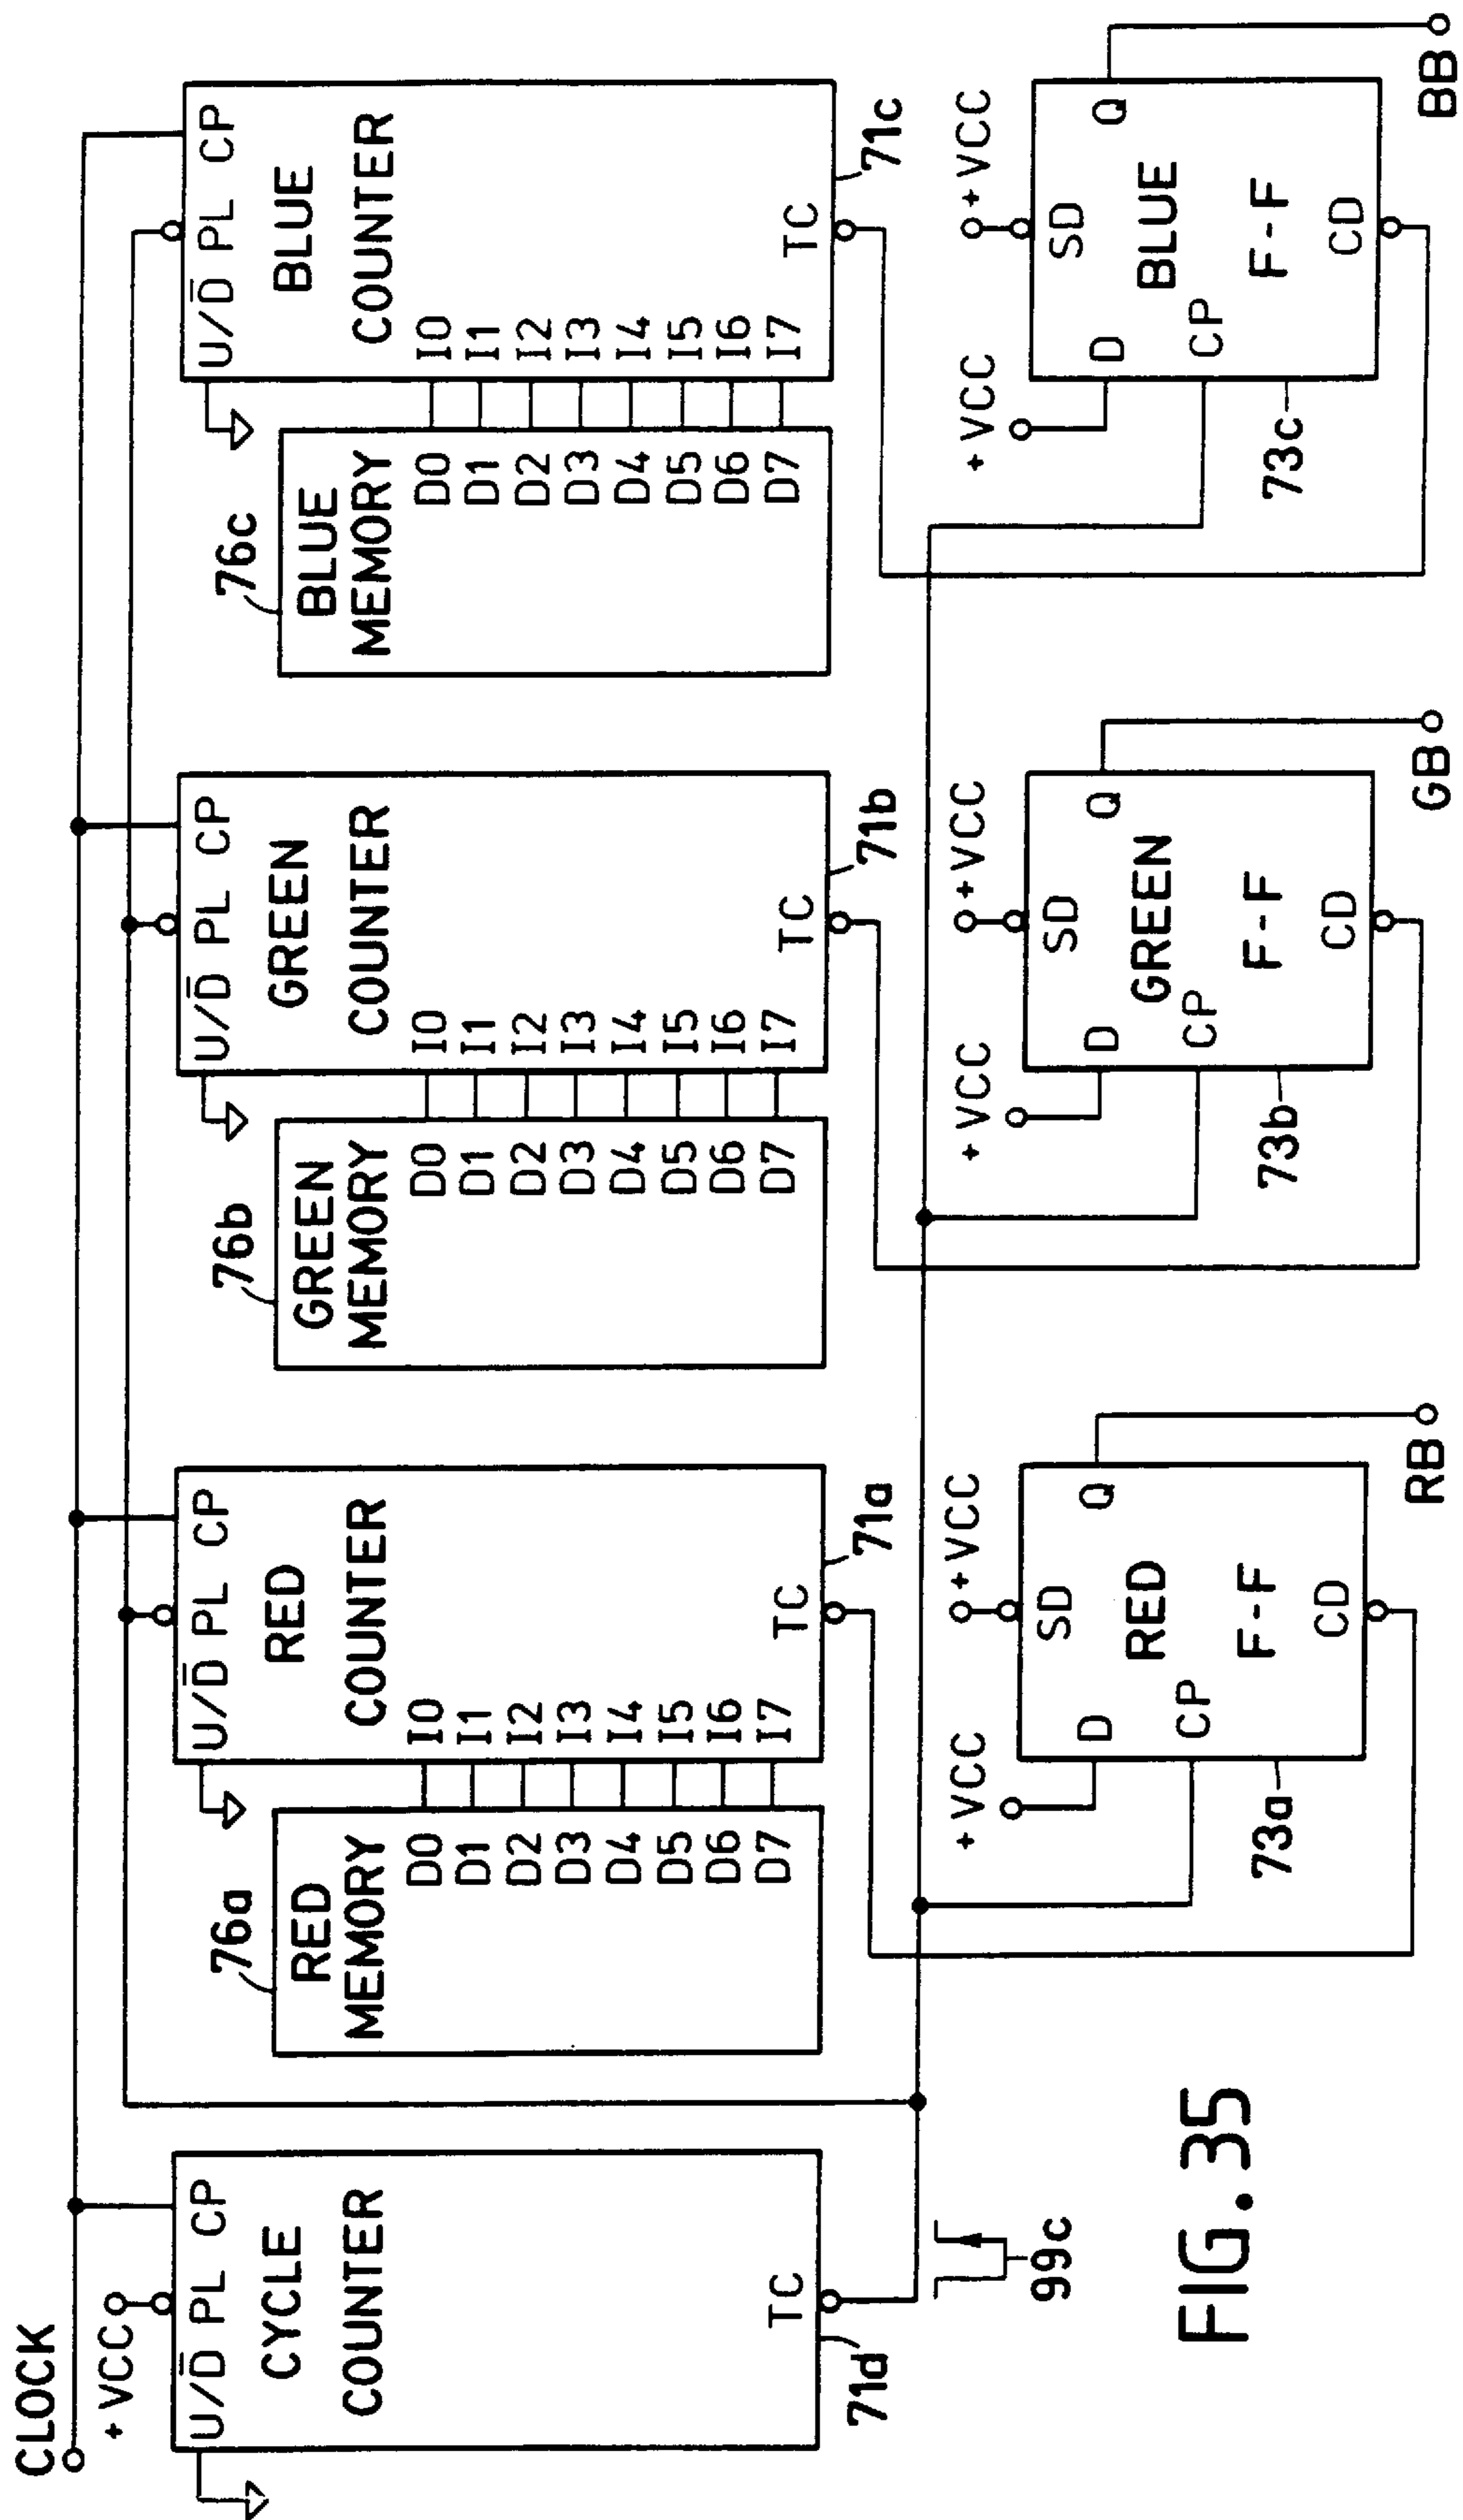 CLOCK
+VCC
U/D̅ PL CP
CYCLE
COUNTER
TC
71d
99c
76a
RED
MEMORY
D0
D1
D2
D3
D4
D5
D6
D7
U/D̅ PL CP
RED
COUNTER
I0
I1
I2
I3
I4
I5
I6
I7
TC
71a
76b
GREEN
MEMORY
D0
D1
D2
D3
D4
D5
D6
D7
U/D̅ PL CP
GREEN
COUNTER
I0
I1
I2
I3
I4
I5
I6
I7
TC
71b
76c
BLUE
MEMORY
D0
D1
D2
D3
D4
D5
D6
D7
U/D̅ PL CP
BLUE
COUNTER
I0
I1
I2
I3
I4
I5
I6
I7
TC
71c
+VCC
+VCC
SD
D
Q
RED
CP
F-F
CD
73a
RB
+VCC
+VCC
SD
D
Q
GREEN
CP
F-F
CD
73b
GB
+VCC
+VCC
SD
D
Q
BLUE
CP
F-F
CD
73c
BB
FIG. 35